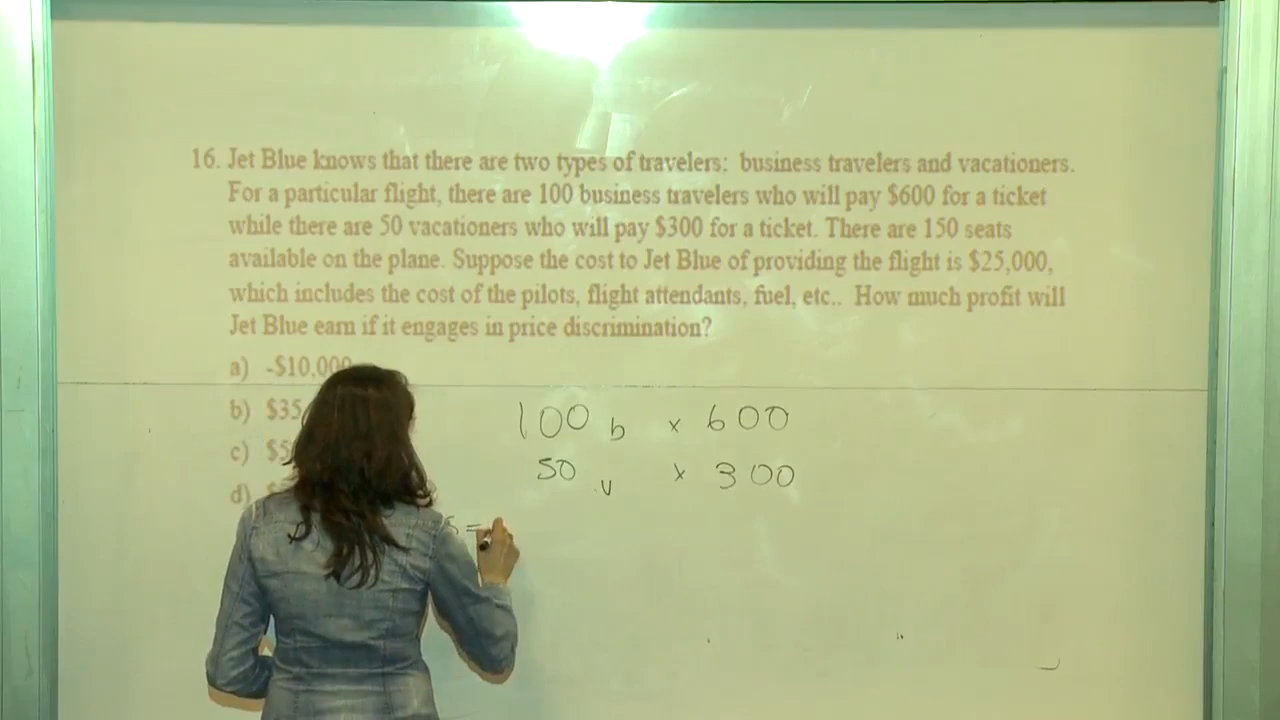 16. Jet Blue knows that there are two types of travelers: business travelers and vacationers.
For a particular flight, there are 100 business travelers who will pay $600 for a ticket
while there are 50 vacationers who will pay $300 for a ticket. There are 150 seats
available on the plane. Suppose the cost to Jet Blue of providing the flight is $25,000,
which includes the cost of the pilots, flight attendants, fuel, etc.. How much profit will
Jet Blue earn if it engages in price discrimination?
a) -$10,000
b) $35
c) $5
d)
100 b x 600
50 v x 300
=